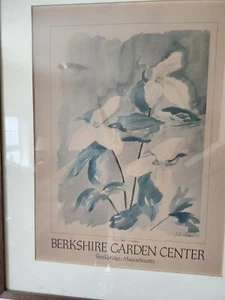 BERKSHIRE GARDEN CENTER
Stockbridge, Massachusetts